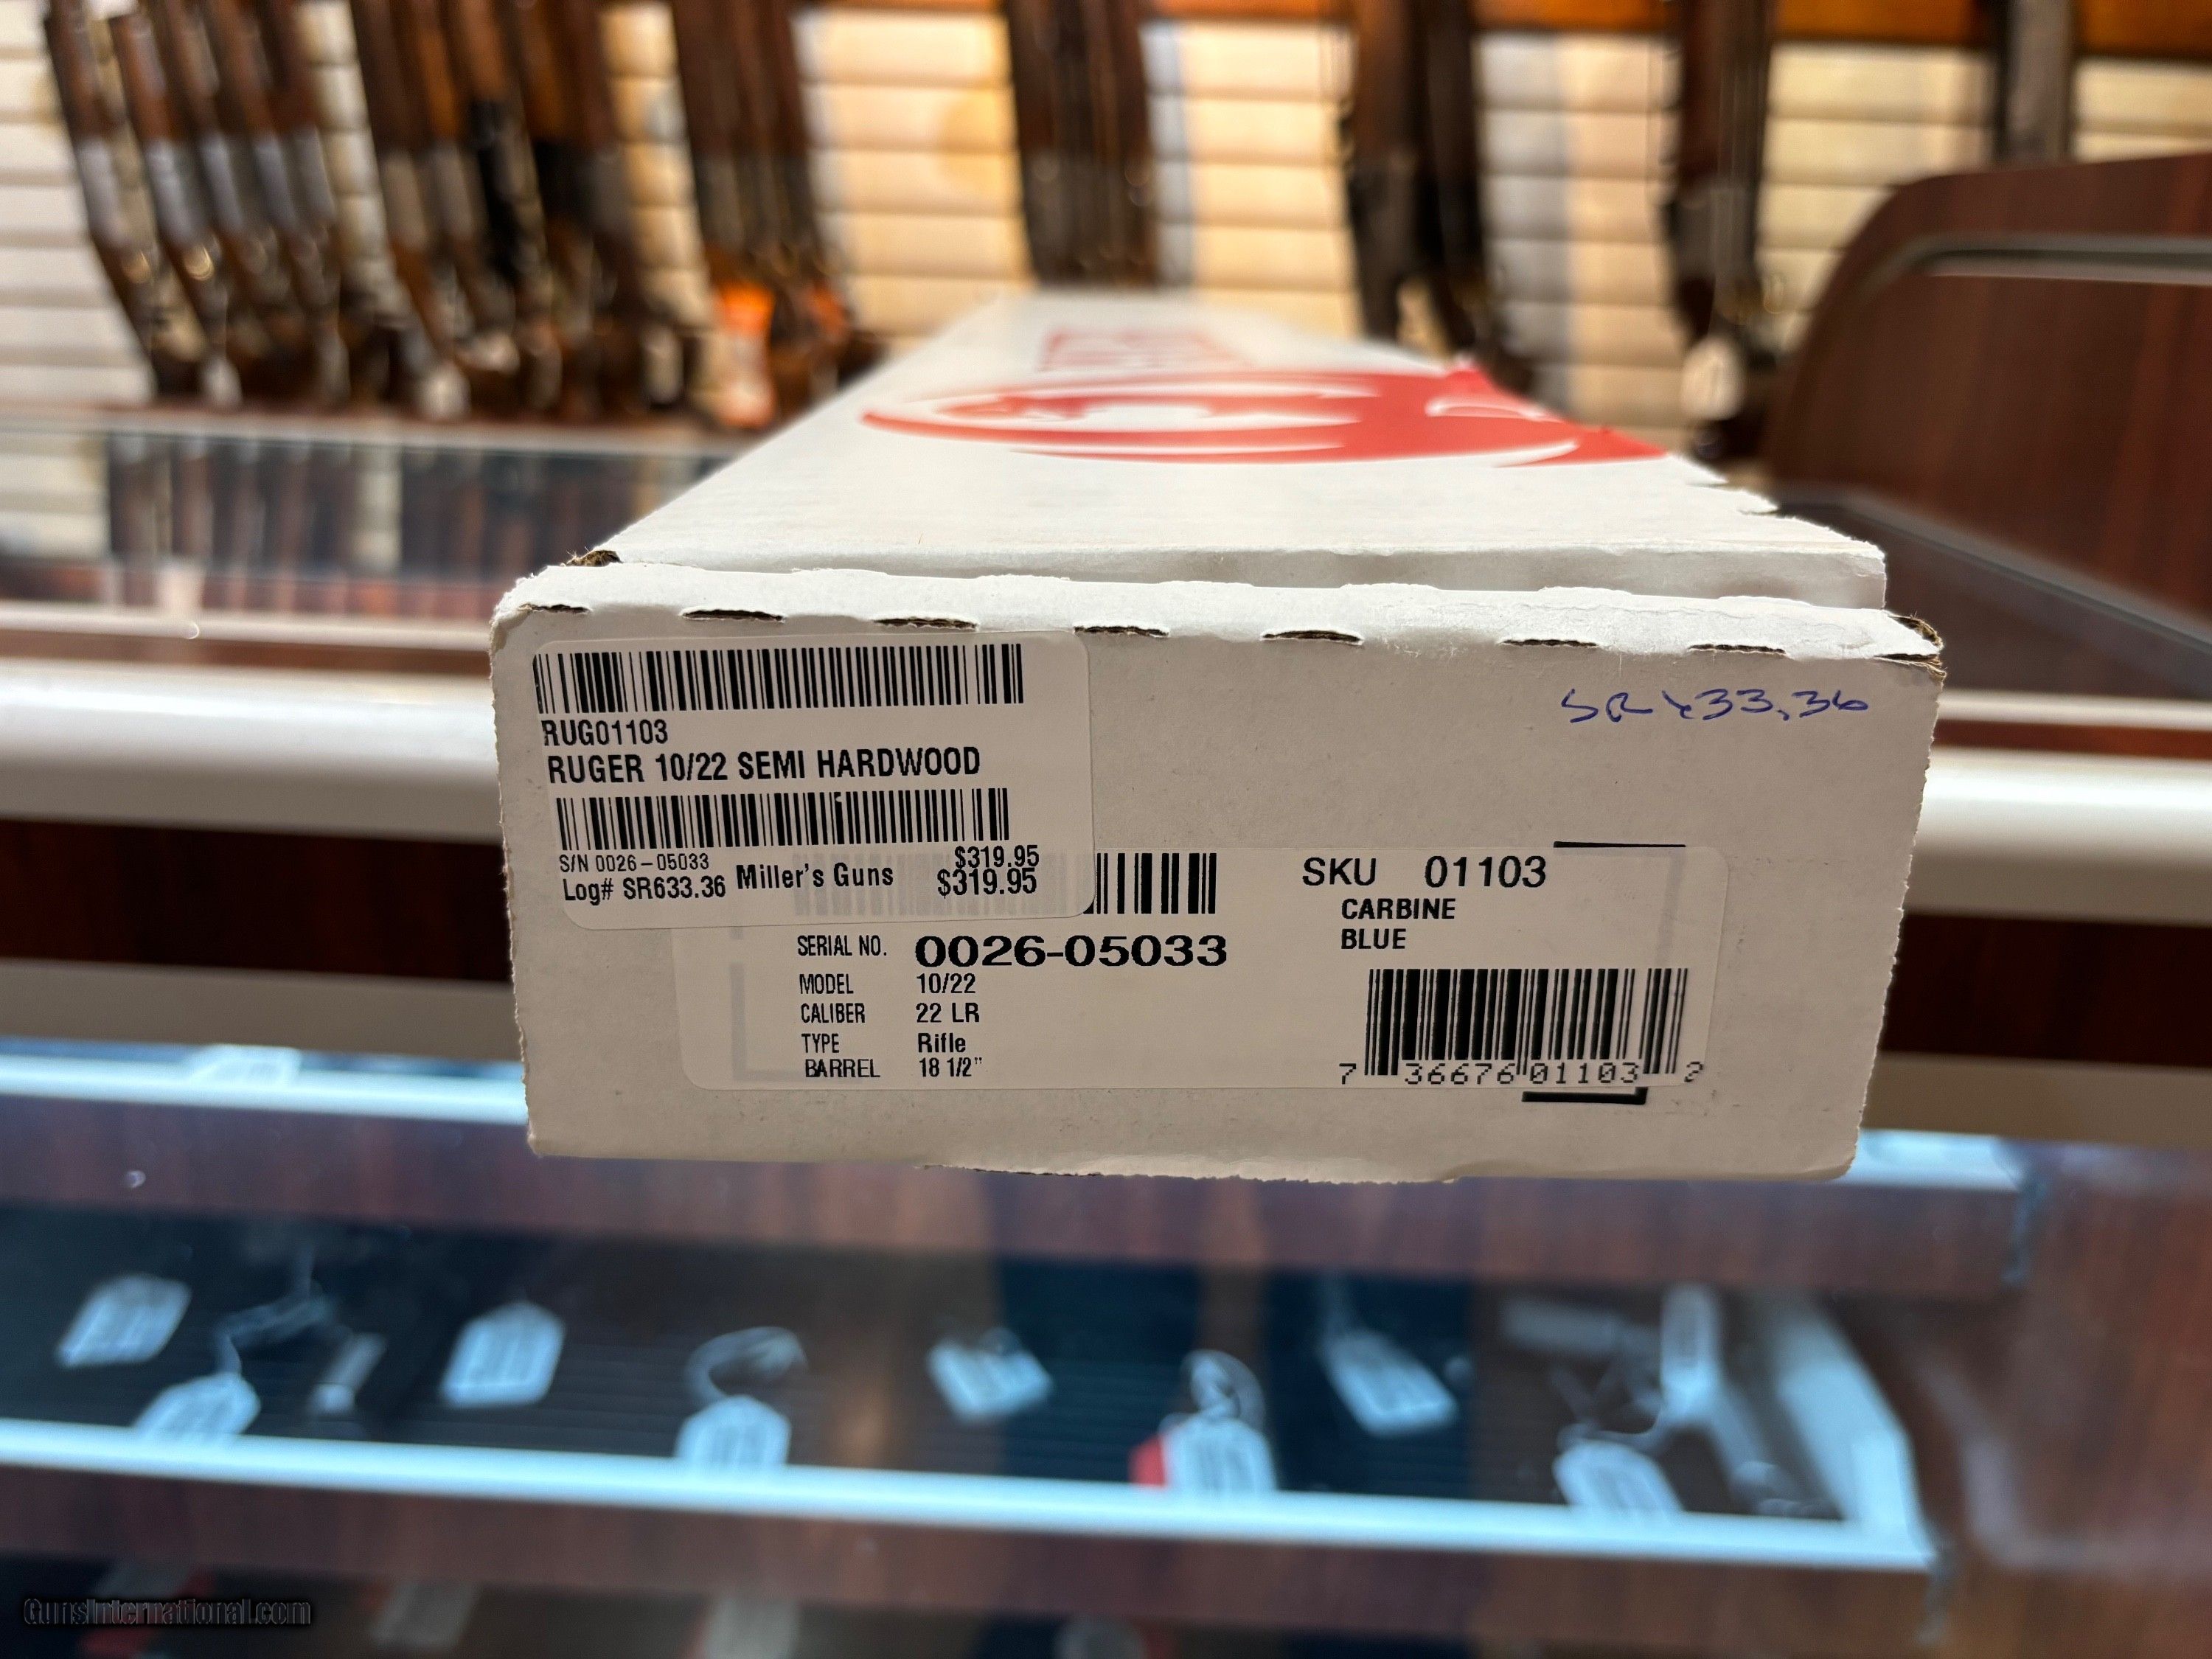 RUG01103
RUGER 10/22 SEMI HARDWOOD
S/N 0026-05033
$319.95
Log# SR633.36
Miller's Guns
$319.95
SKU 01103
CARBINE
BLUE
SERIAL NO. 0026-05033
MODEL 10/22
CALIBER 22 LR
TYPE Rifle
BARREL 18 1/2"
7 36676 01103 2
GunsInternational.com